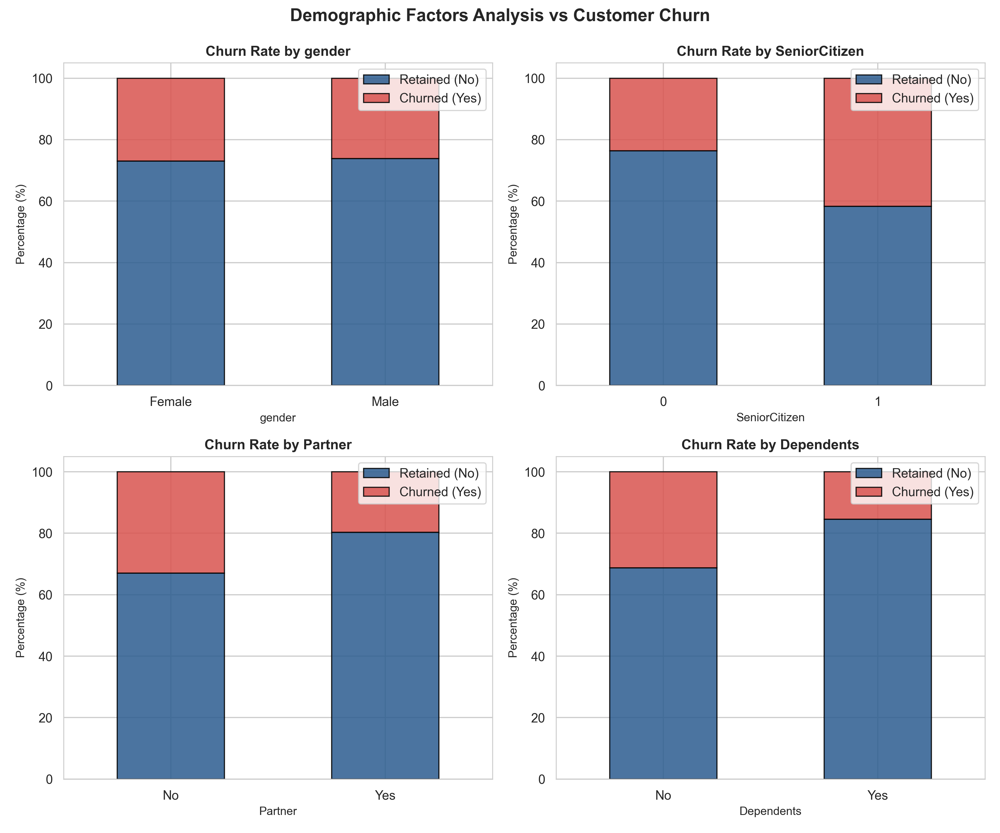 Demographic Factors Analysis vs Customer Churn
Churn Rate by gender
Retained (No)
Churned (Yes)
Percentage (%)
100
80
60
40
20
0
Female Male
gender
Churn Rate by SeniorCitizen
Retained (No)
Churned (Yes)
Percentage (%)
100
80
60
40
20
0
0 1
SeniorCitizen
Churn Rate by Partner
Retained (No)
Churned (Yes)
Percentage (%)
100
80
60
40
20
0
No Yes
Partner
Churn Rate by Dependents
Retained (No)
Churned (Yes)
Percentage (%)
100
80
60
40
20
0
No Yes
Dependents